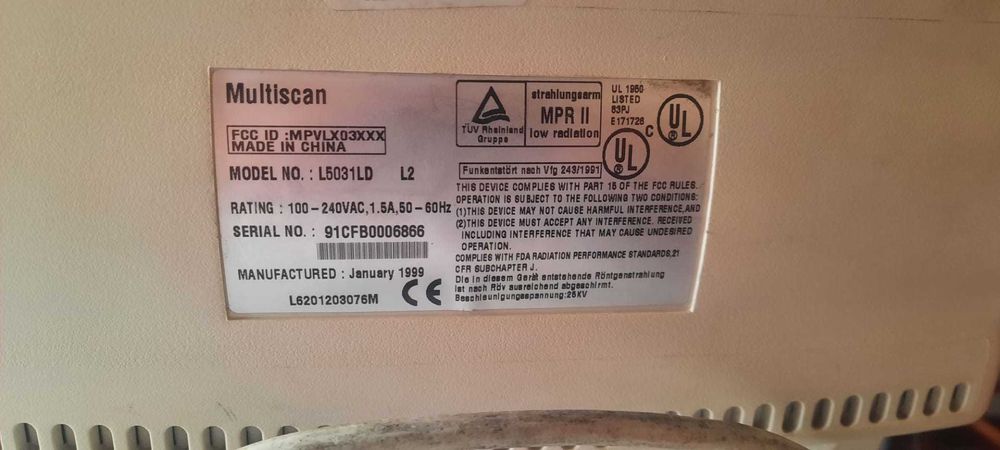 Multiscan
FCC ID :MPVLX03XXX
MADE IN CHINA
MODEL NO. : L5031LD L2
RATING : 100-240VAC,1.5A,50-60Hz
SERIAL NO. : 91CFB0006866
MANUFACTURED : January 1999
L6201203076M
CE
TÜV Rheinland
Gruppe
strahlungsarm
MPR II
low radiation
UL 1950
LISTED
63PJ
E171726
UL
C UL
Funkentstört nach Vfg 243/1991
THIS DEVICE COMPLIES WITH PART 15 OF THE FCC RULES.
OPERATION IS SUBJECT TO THE FOLLOWING TWO CONDITIONS:
(1)THIS DEVICE MAY NOT CAUSE HARMFUL INTERFERENCE,AND
(2)THIS DEVICE MUST ACCEPT ANY INTERFERENCE. RECEIVED
INCLUDING INTERFERENCE THAT MAY CAUSE UNDESIRED
OPERATION.
COMPLIES WITH FDA RADIATION PERFORMANCE STANDARDS,21
CFR SUBCHAPTER J.
Die in diesem Gerät entstehende Röntgenstrahlung
ist nach Röv ausreichend abgeschirmt.
Beschleunigungsspannung:25KV